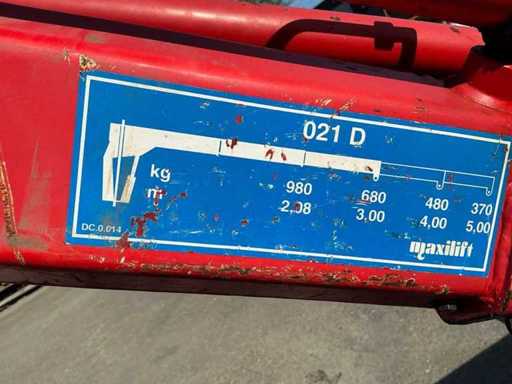 021 D
kg 980 680 480 370
m 2,08 3,00 4,00 5,00
DC.0.014
maxilift